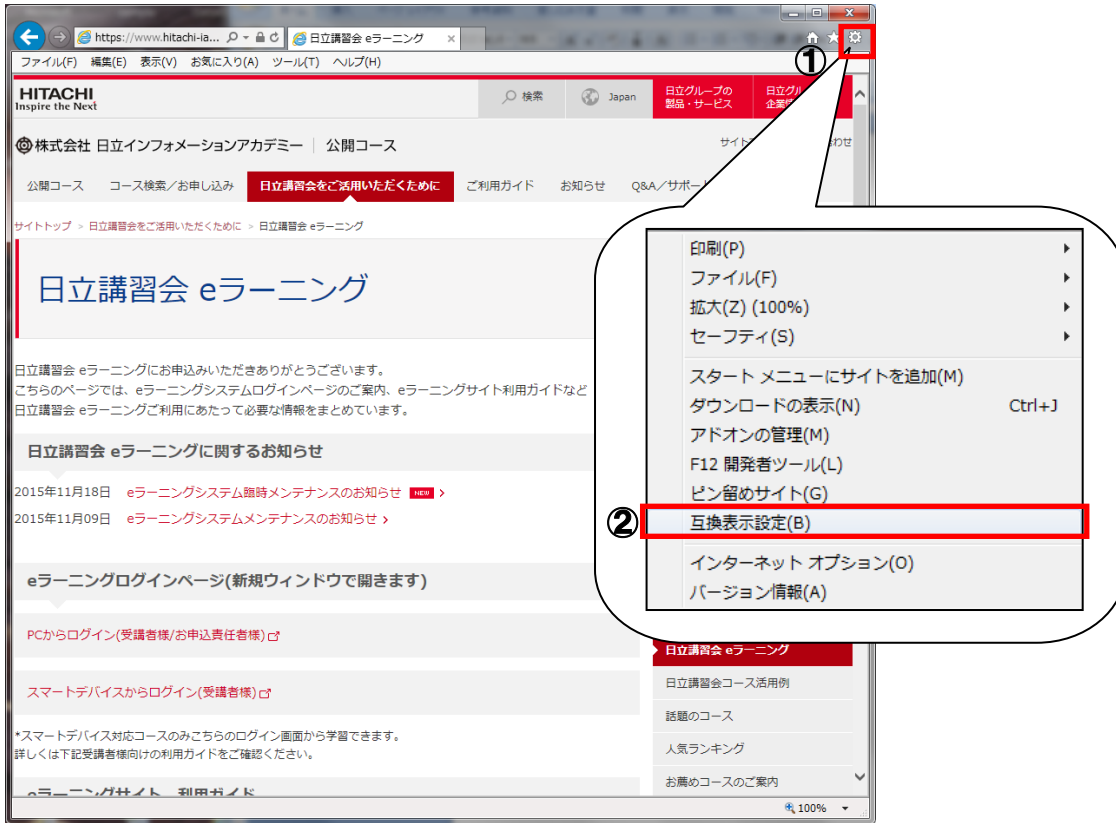 https://www.hitachi-ia...
日立講習会 eラーニング
ファイル(F) 編集(E) 表示(V) お気に入り(A) ツール(T) ヘルプ(H)
①
HITACHI
Inspire the Next
検索
Japan
日立グループの
製品・サービス
日立グル
企業
株式会社 日立インフォメーションアカデミー | 公開コース
サイト
わせ
公開コース コース検索/お申し込み 日立講習会をご活用いただくために ご利用ガイド お知らせ Q&A/サポート
サイトトップ > 日立講習会をご活用いただくために > 日立講習会 eラーニング
日立講習会 eラーニング
日立講習会 eラーニングにお申込みいただきありがとうございます。
こちらのページでは、eラーニングシステムログインページのご案内、eラーニングサイト利用ガイドなど
日立講習会 eラーニングご利用にあたって必要な情報をまとめています。
日立講習会 eラーニングに関するお知らせ
2015年11月18日 eラーニングシステム臨時メンテナンスのお知らせ NEW
2015年11月09日 eラーニングシステムメンテナンスのお知らせ
eラーニングログインページ(新規ウィンドウで開きます)
PCからログイン(受講者様/お申込責任者様)
スマートデバイスからログイン(受講者様)
*スマートデバイス対応コースのみこちらのログイン画面から学習できます。
詳しくは下記受講者様向けの利用ガイドをご確認ください。
eラーニングサイト 利用ガイド
印刷(P)
ファイル(F)
拡大(Z) (100%)
セーフティ(S)
スタート メニューにサイトを追加(M)
ダウンロードの表示(N) Ctrl+J
アドオンの管理(M)
F12 開発者ツール(L)
ピン留めサイト(G)
②
互換表示設定(B)
インターネット オプション(O)
バージョン情報(A)
日立講習会 eラーニング
日立講習会コース活用例
話題のコース
人気ランキング
お薦めコースのご案内
100%